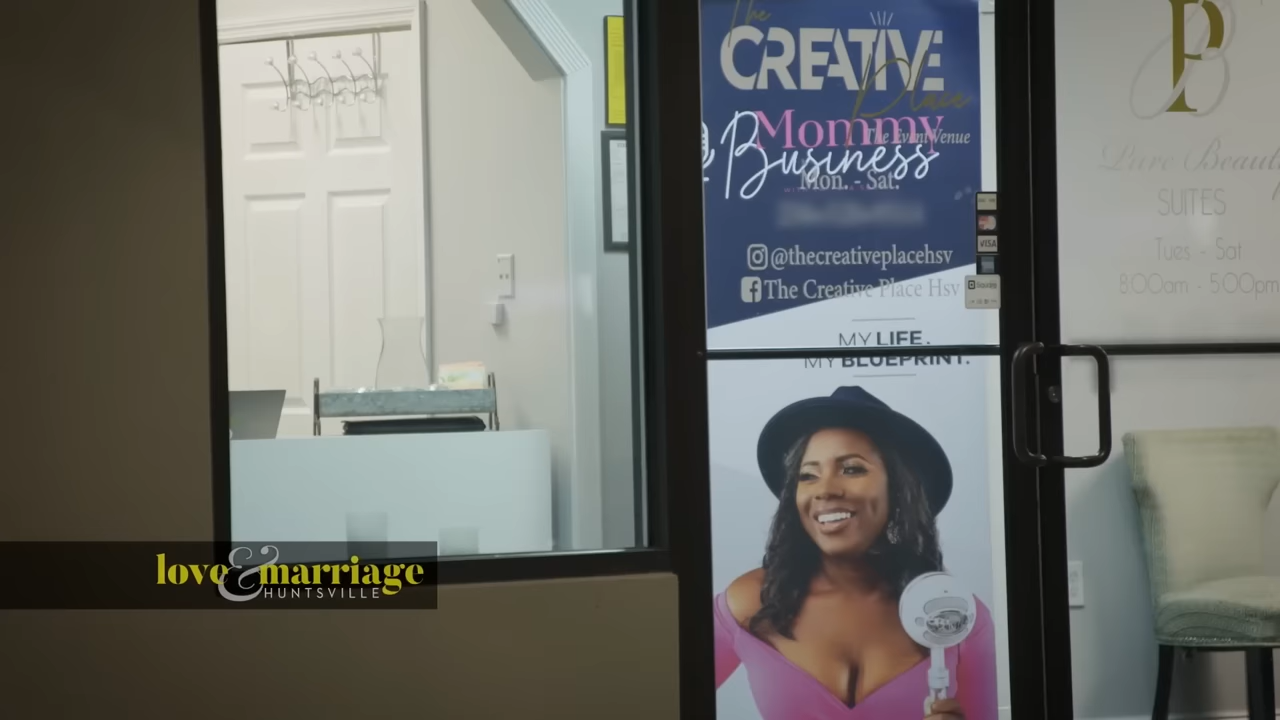 The
CREATIVE
Place
Mommy
The Event Venue
Business
Mon. - Sat.
@thecreativeplacehsv
The Creative Place Hsv
MY LIFE.
MY BLUEPRINT.
P B
Pure Beauty
SUITES
Tues - Sat
8:00am - 5:00pm
VISA
love & marriage
HUNTSVILLE